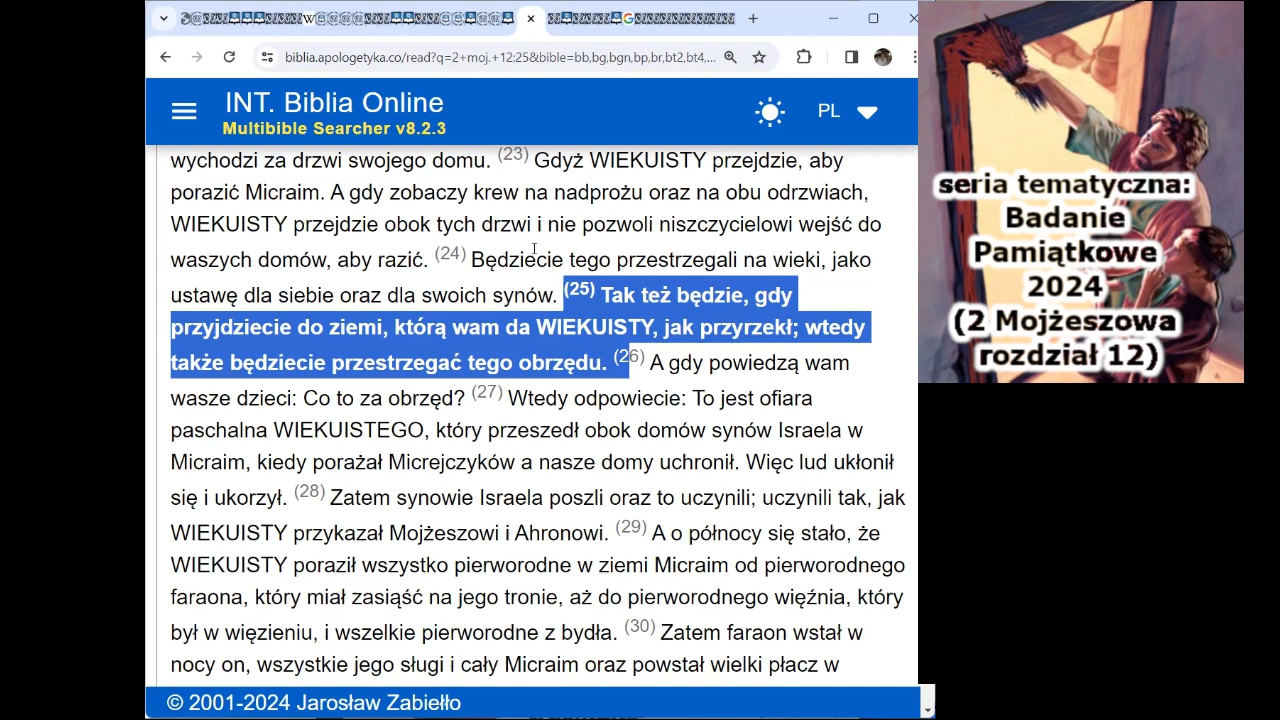 biblia.apologetyka.co/read?q=2+moj.+12:25&bible=bb,bg,bgn,bp,br,bt2,bt4,...
INT. Biblia Online
Multibible Searcher v8.2.3
PL
wychodzi za drzwi swojego domu. (23) Gdyż WIEKUISTY przejdzie, aby
porazić Micraim. A gdy zobaczy krew na nadprożu oraz na obu odrzwiach,
WIEKUISTY przejdzie obok tych drzwi i nie pozwoli niszczycielowi wejść do
waszych domów, aby razić. (24) Będziecie tego przestrzegali na wieki, jako
ustawę dla siebie oraz dla swoich synów. (25) Tak też będzie, gdy
przyjdziecie do ziemi, którą wam da WIEKUISTY, jak przyrzekł; wtedy
także będziecie przestrzegać tego obrzędu. (26) A gdy powiedzą wam
wasze dzieci: Co to za obrzęd? (27) Wtedy odpowiecie: To jest ofiara
paschalna WIEKUISTEGO, który przeszedł obok domów synów Israela w
Micraim, kiedy porażał Micrejczyków a nasze domy uchronił. Więc lud ukłonił
się i ukorzył. (28) Zatem synowie Israela poszli oraz to uczynili; uczynili tak, jak
WIEKUISTY przykazał Mojżeszowi i Ahronowi. (29) A o północy się stało, że
WIEKUISTY poraził wszystko pierworodne w ziemi Micraim od pierworodnego
faraona, który miał zasiąść na jego tronie, aż do pierworodnego więźnia, który
był w więzieniu, i wszelkie pierworodne z bydła. (30) Zatem faraon wstał w
nocy on, wszystkie jego sługi i cały Micraim oraz powstał wielki płacz w
© 2001-2024 Jarosław Zabiełło
seria tematyczna:
Badanie
Pamiątkowe
2024
(2 Mojżeszowa
rozdział 12)